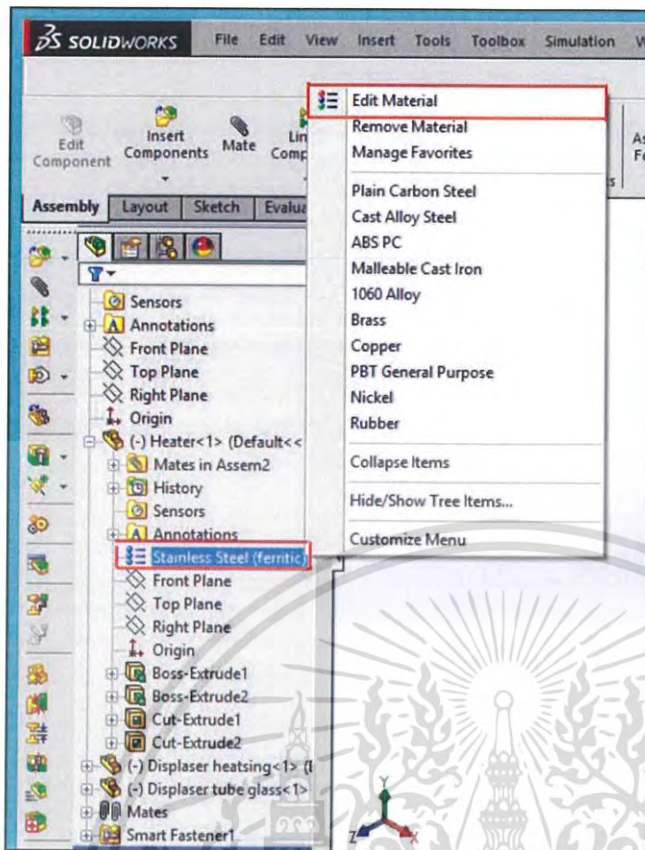 SOLIDWORKS File Edit View Insert Tools Toolbox Simulation
Edit Component
Insert Components
Mate
Assembly Layout Sketch
Sensors
Annotations
Front Plane
Top Plane
Right Plane
Origin
(-) Heater<1> (Default<<
Mates in Assem2
History
Sensors
Annotations
Stainless Steel (ferritic)
Front Plane
Top Plane
Right Plane
Origin
Boss-Extrude1
Boss-Extrude2
Cut-Extrude1
Cut-Extrude2
(-) Displaser heatsing<1>
(-) Displaser tube glass<1>
Mates
Smart Fastener1
Edit Material
Remove Material
Manage Favorites
Plain Carbon Steel
Cast Alloy Steel
ABS PC
Malleable Cast Iron
1060 Alloy
Brass
Copper
PBT General Purpose
Nickel
Rubber
Collapse Items
Hide/Show Tree Items...
Customize Menu
Y
Z
X